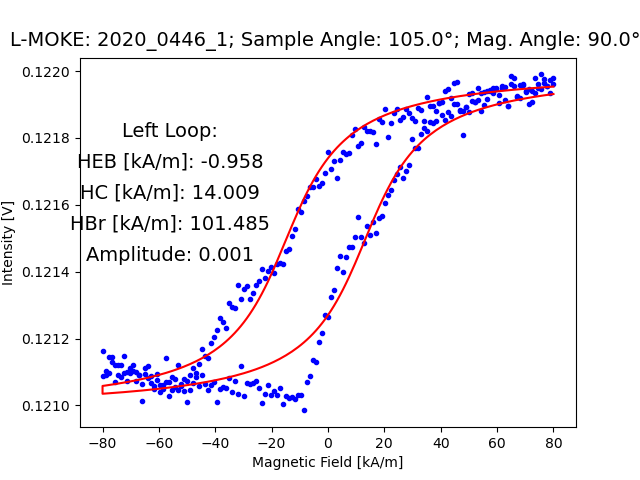 L-MOKE: 2020_0446_1; Sample Angle: 105.0°; Mag. Angle: 90.0°
Intensity [V]
0.1220
0.1218
0.1216
0.1214
0.1212
0.1210
Left Loop:
HEB [kA/m]: -0.958
HC [kA/m]: 14.009
HBr [kA/m]: 101.485
Amplitude: 0.001
−80 −60 −40 −20 0 20 40 60 80
Magnetic Field [kA/m]